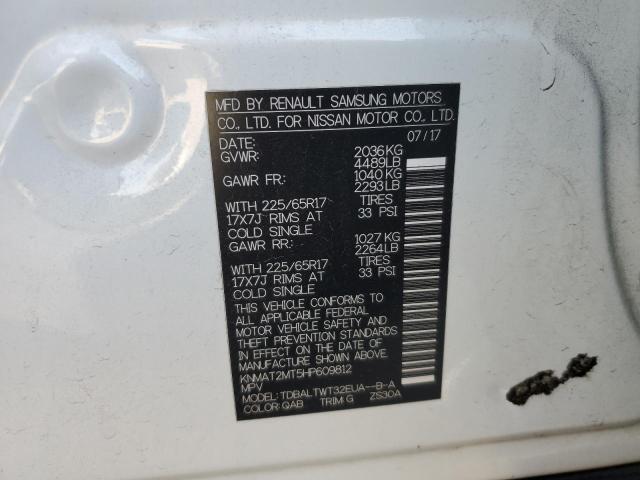 MFD BY RENAULT SAMSUNG MOTORS
CO., LTD. FOR NISSAN MOTOR CO., LTD.
DATE: 07/17
GVWR: 2036KG
4489LB
GAWR FR: 1040 KG
2293LB
WITH 225/65R17 TIRES
17X7J RIMS AT 33 PSI
COLD SINGLE
GAWR RR: 1027 KG
2264LB
WITH 225/65R17 TIRES
17X7J RIMS AT 33 PSI
COLD SINGLE
THIS VEHICLE CONFORMS TO
ALL APPLICABLE FEDERAL
MOTOR VEHICLE SAFETY AND
THEFT PREVENTION STANDARDS
IN EFFECT ON THE DATE OF
MANUFACTURE SHOWN ABOVE.
KNMAT2MT5HP609812
MPV
MODEL: TDBALTWT32EUA--B-A
COLOR: QAB TRIM: G ZS30A